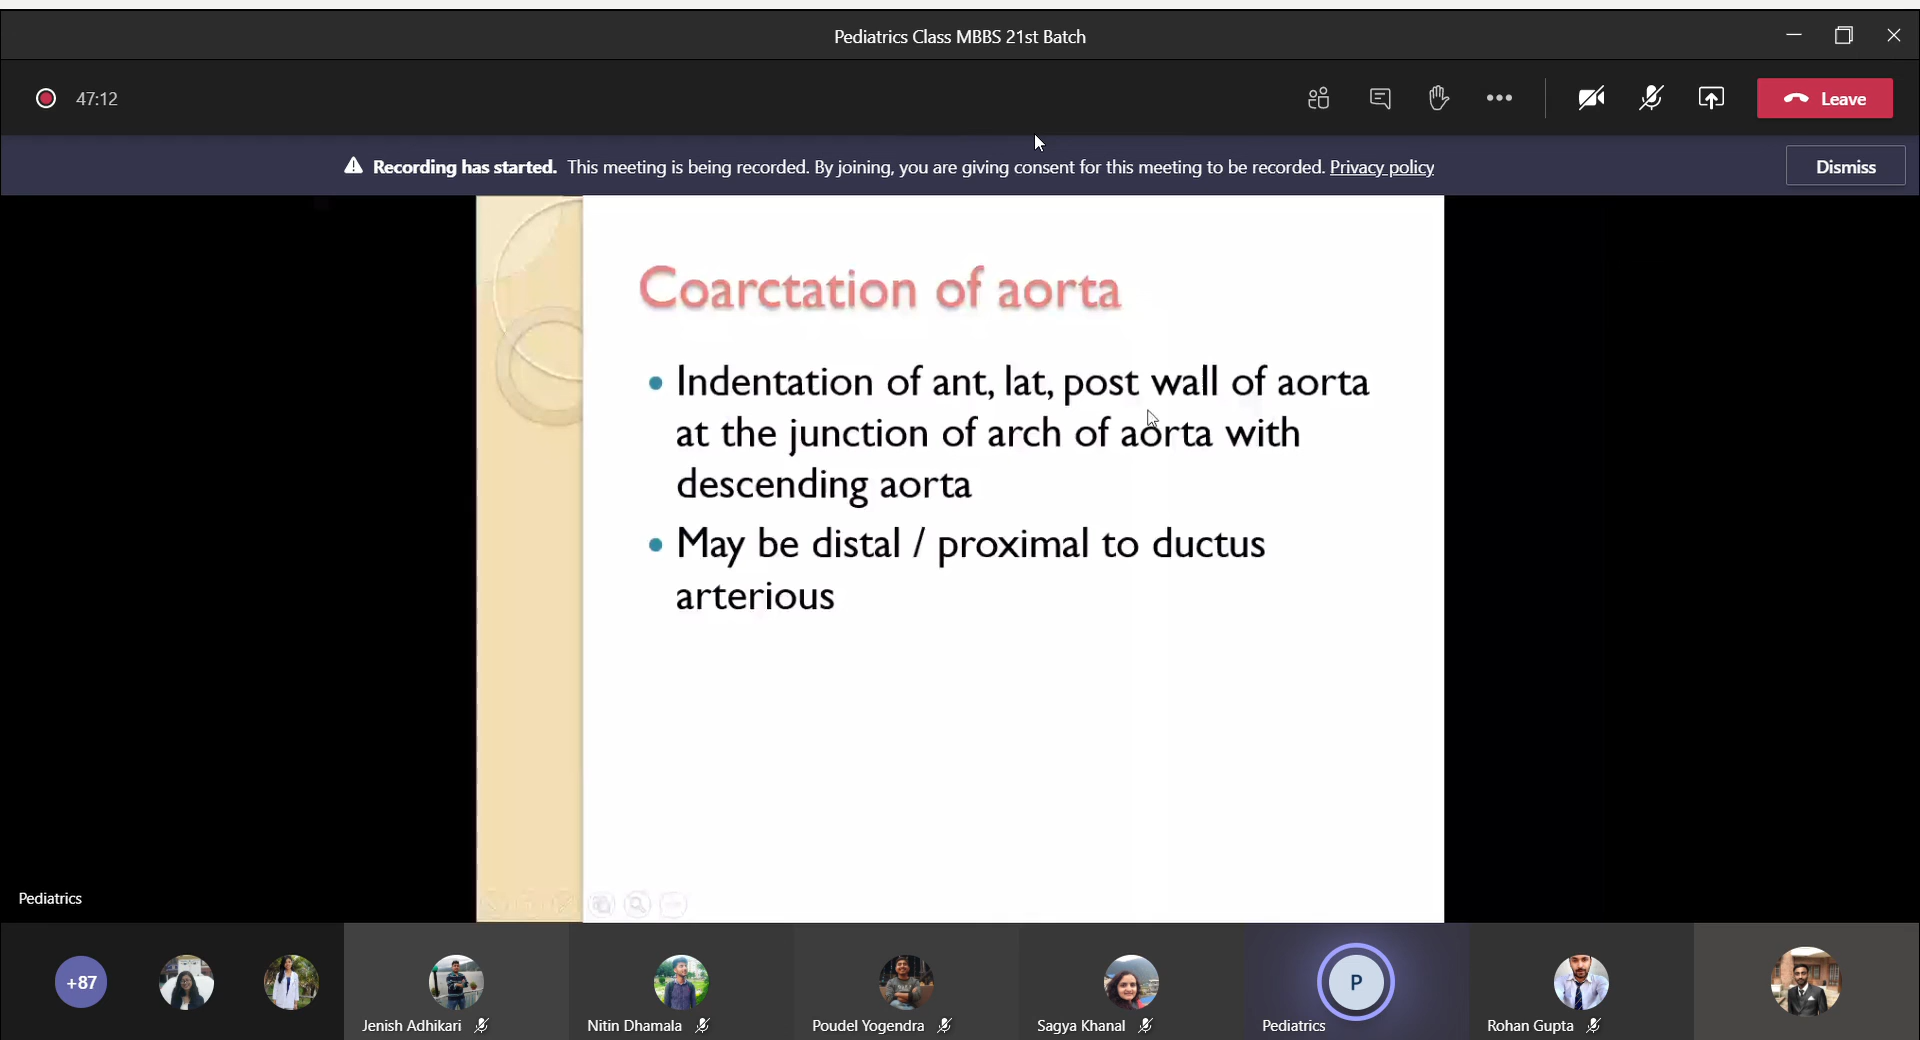 Pediatrics Class MBBS 21st Batch
47:12
Leave
Recording has started. This meeting is being recorded. By joining, you are giving consent for this meeting to be recorded. Privacy policy
Dismiss
Coarctation of aorta
• Indentation of ant, lat, post wall of aorta
at the junction of arch of aorta with
descending aorta
• May be distal / proximal to ductus
arterious
Pediatrics
+87
P
Jenish Adhikari
Nitin Dhamala
Poudel Yogendra
Sagya Khanal
Pediatrics
Rohan Gupta